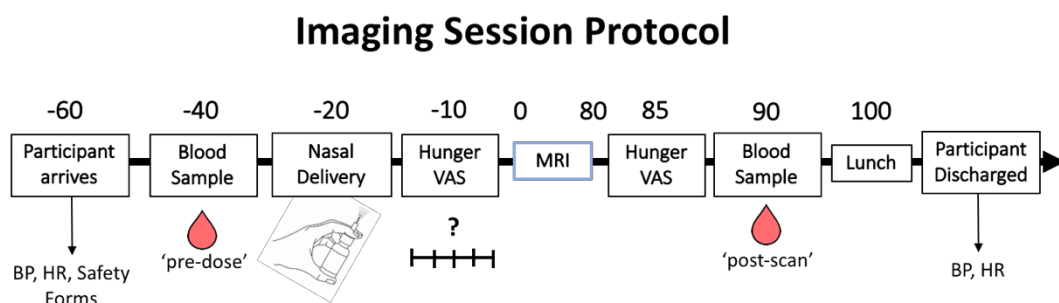 Imaging Session Protocol
-60 -40 -20 -10 0 80 85 90 100
Participant arrives
Blood Sample
Nasal Delivery
Hunger VAS
MRI
Hunger VAS
Blood Sample
Lunch
Participant Discharged
?
BP, HR, Safety Forms
'pre-dose'
'post-scan'
BP, HR